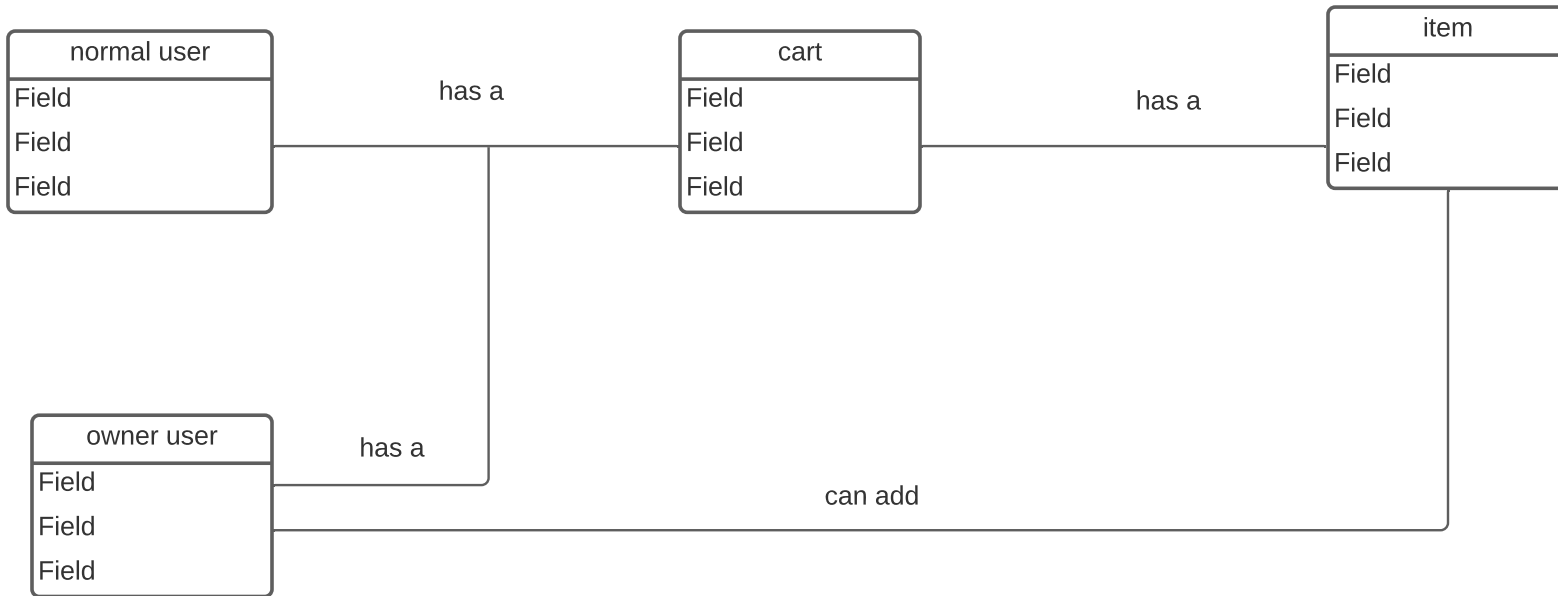 normal user
Field
Field
Field
has a
cart
Field
Field
Field
has a
item
Field
Field
Field
owner user
Field
Field
Field
has a
can add